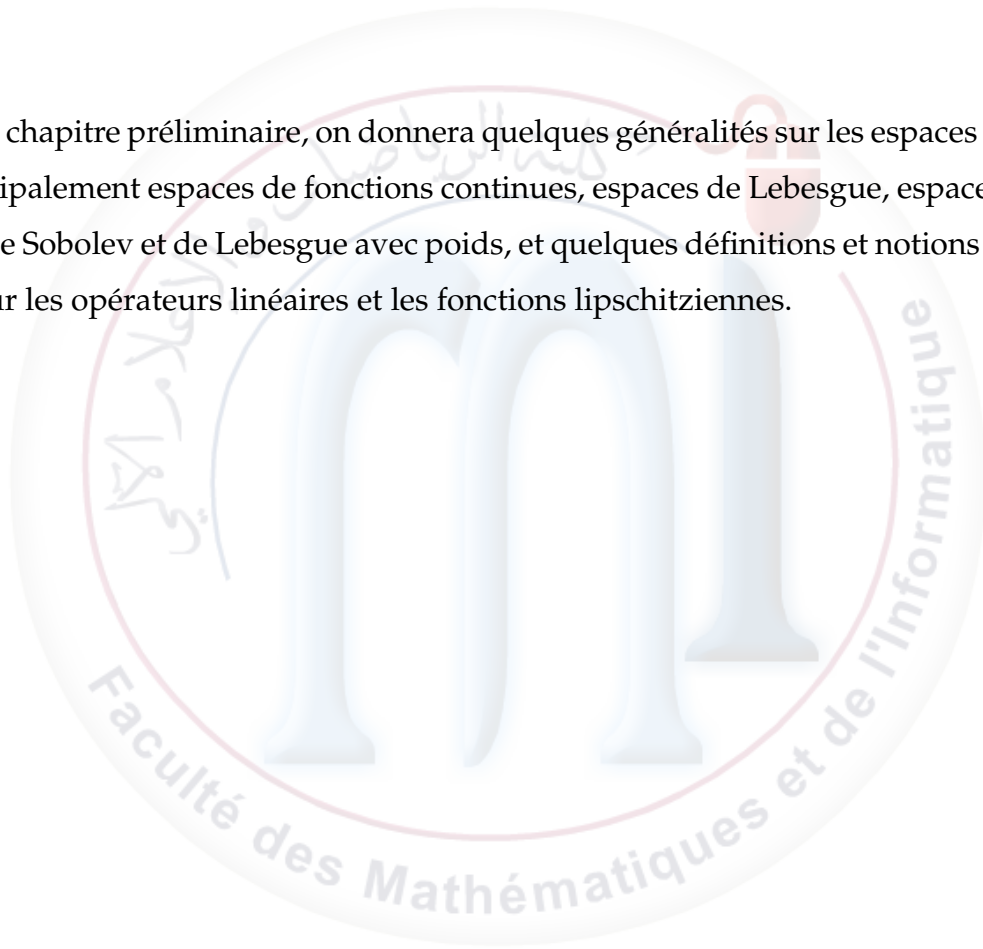 chapitre préliminaire, on donnera quelques généralités sur les espaces
ipalement espaces de fonctions continues, espaces de Lebesgue, espace
e Sobolev et de Lebesgue avec poids, et quelques définitions et notions
ur les opérateurs linéaires et les fonctions lipschitziennes.
Faculté des Mathématiques et de l'Informatique